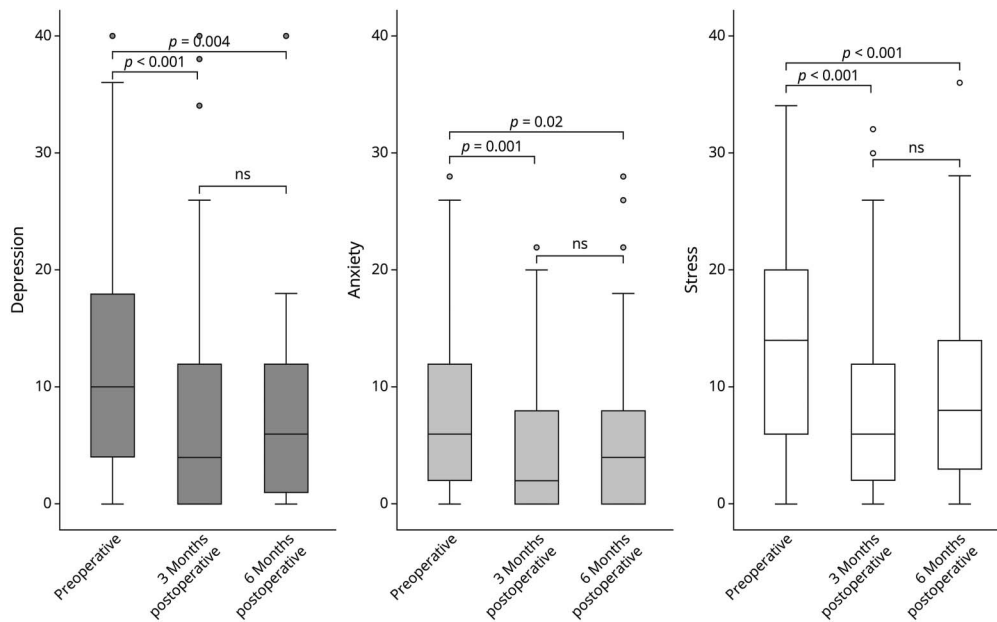 Depression
40
30
20
10
0
p = 0.004
p < 0.001
ns
Preoperative
3 Months
postoperative
6 Months
postoperative
Anxiety
40
30
20
10
0
p = 0.02
p = 0.001
ns
Preoperative
3 Months
postoperative
6 Months
postoperative
Stress
40
30
20
10
0
p < 0.001
p < 0.001
ns
Preoperative
3 Months
postoperative
6 Months
postoperative